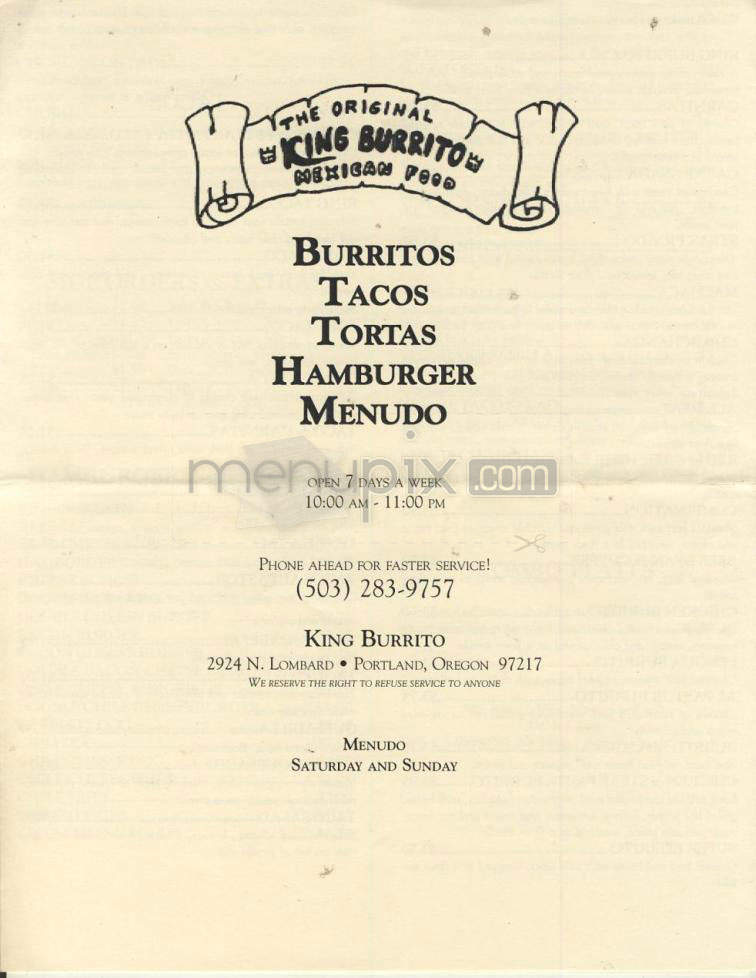 THE ORIGINAL
KING BURRITO
MEXICAN FOOD
BURRITOS
TACOS
TORTAS
HAMBURGER
MENUDO
menupix.com
OPEN 7 DAYS A WEEK
10:00 AM - 11:00 PM
PHONE AHEAD FOR FASTER SERVICE!
(503) 283-9757
KING BURRITO
2924 N. LOMBARD • PORTLAND, OREGON 97217
WE RESERVE THE RIGHT TO REFUSE SERVICE TO ANYONE
MENUDO
SATURDAY AND SUNDAY